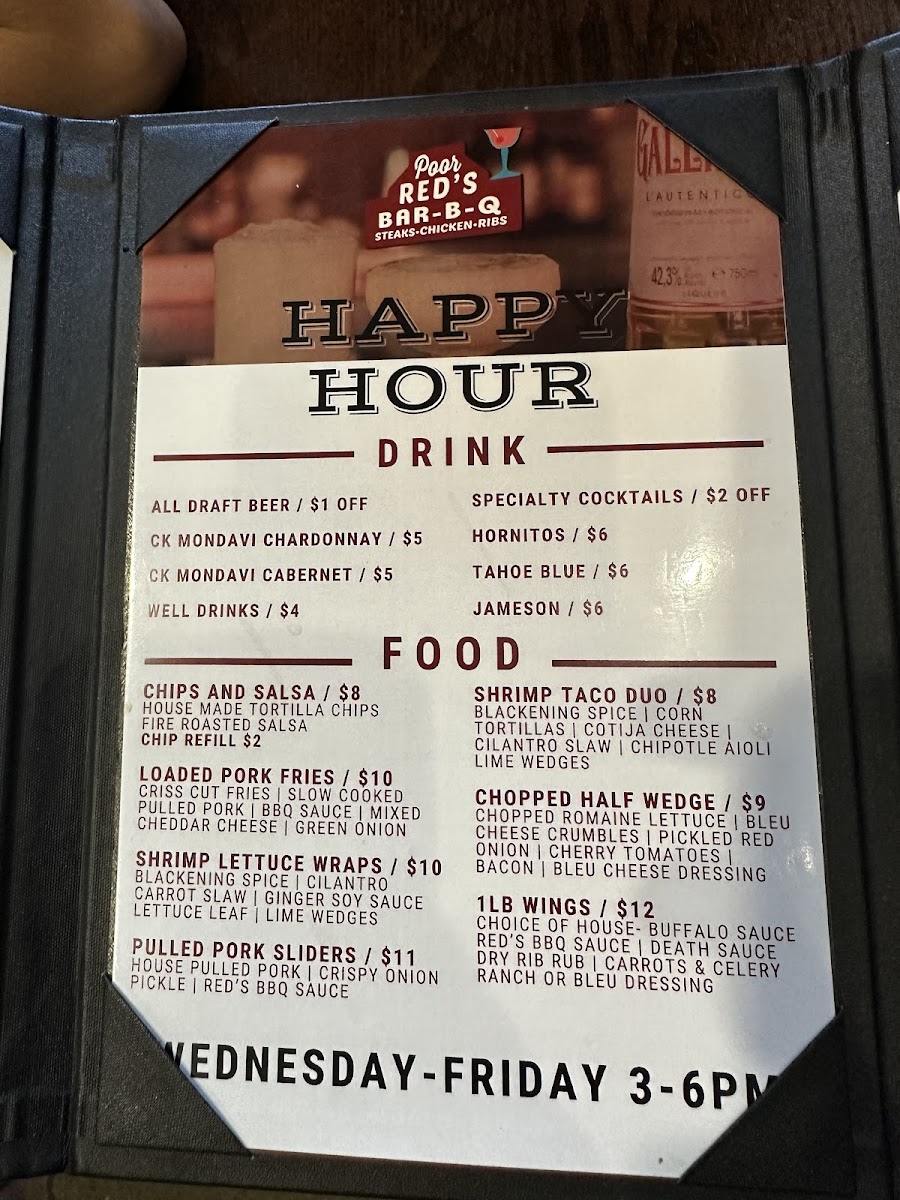 Poor
RED'S
BAR-B-Q
STEAKS-CHICKEN-RIBS
L'AUTENTIC
42,3%
LIQUEUR
HAPPY
HOUR
DRINK
ALL DRAFT BEER / $1 OFF
CK MONDAVI CHARDONNAY / $5
CK MONDAVI CABERNET / $5
WELL DRINKS / $4
SPECIALTY COCKTAILS / $2 OFF
HORNITOS / $6
TAHOE BLUE / $6
JAMESON / $6
FOOD
CHIPS AND SALSA / $8
HOUSE MADE TORTILLA CHIPS
FIRE ROASTED SALSA
CHIP REFILL $2
LOADED PORK FRIES / $10
CRISS CUT FRIES | SLOW COOKED
PULLED PORK | BBQ SAUCE | MIXED
CHEDDAR CHEESE | GREEN ONION
SHRIMP LETTUCE WRAPS / $10
BLACKENING SPICE | CILANTRO
CARROT SLAW | GINGER SOY SAUCE
LETTUCE LEAF | LIME WEDGES
PULLED PORK SLIDERS / $11
HOUSE PULLED PORK | CRISPY ONION
PICKLE | RED'S BBQ SAUCE
SHRIMP TACO DUO / $8
BLACKENING SPICE | CORN
TORTILLAS | COTIJA CHEESE |
CILANTRO SLAW | CHIPOTLE AIOLI
LIME WEDGES
CHOPPED HALF WEDGE / $9
CHOPPED ROMAINE LETTUCE | BLEU
CHEESE CRUMBLES | PICKLED RED
ONION | CHERRY TOMATOES |
BACON | BLEU CHEESE DRESSING
1LB WINGS / $12
CHOICE OF HOUSE- BUFFALO SAUCE
RED'S BBQ SAUCE | DEATH SAUCE
DRY RIB RUB | CARROTS & CELERY
RANCH OR BLEU DRESSING
WEDNESDAY-FRIDAY 3-6PM